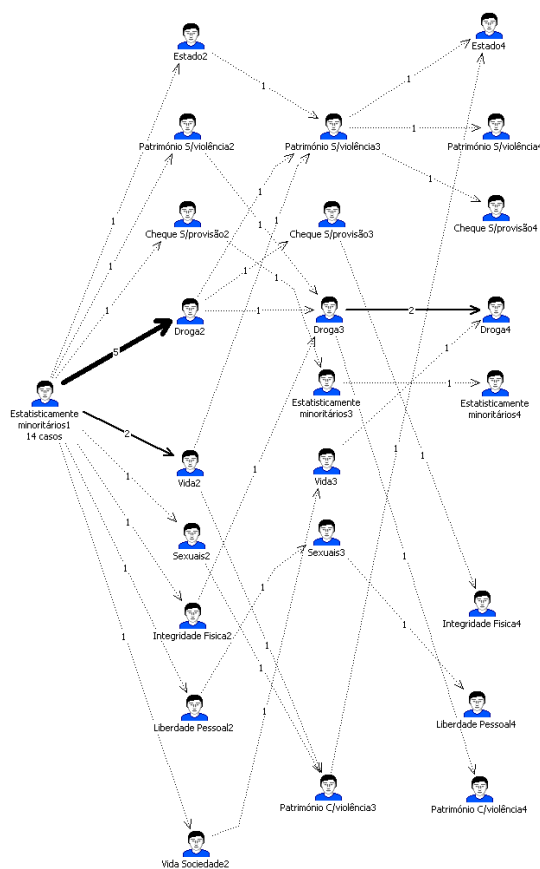 Estado2
Estado4
1
1
Património S/violência2
Património S/violência3
Património S/violência4
1
1
1
Cheque S/provisão2
Cheque S/provisão3
Cheque S/provisão4
1
1
1
1
1
1
1
1
Droga2
Droga3
Droga4
1
2
5
1
Estatisticamente
minoritários1
14 casos
Estatisticamente
minoritários3
Estatisticamente
minoritários4
1
2
1
Vida2
Vida3
1
1
1
Sexuais2
Sexuais3
1
1
1
1
Integridade Fisica2
Integridade Fisica4
1
1
1
1
Liberdade Pessoal2
Liberdade Pessoal4
1
1
1
Património C/violência3
Património C/violência4
Vida Sociedade2